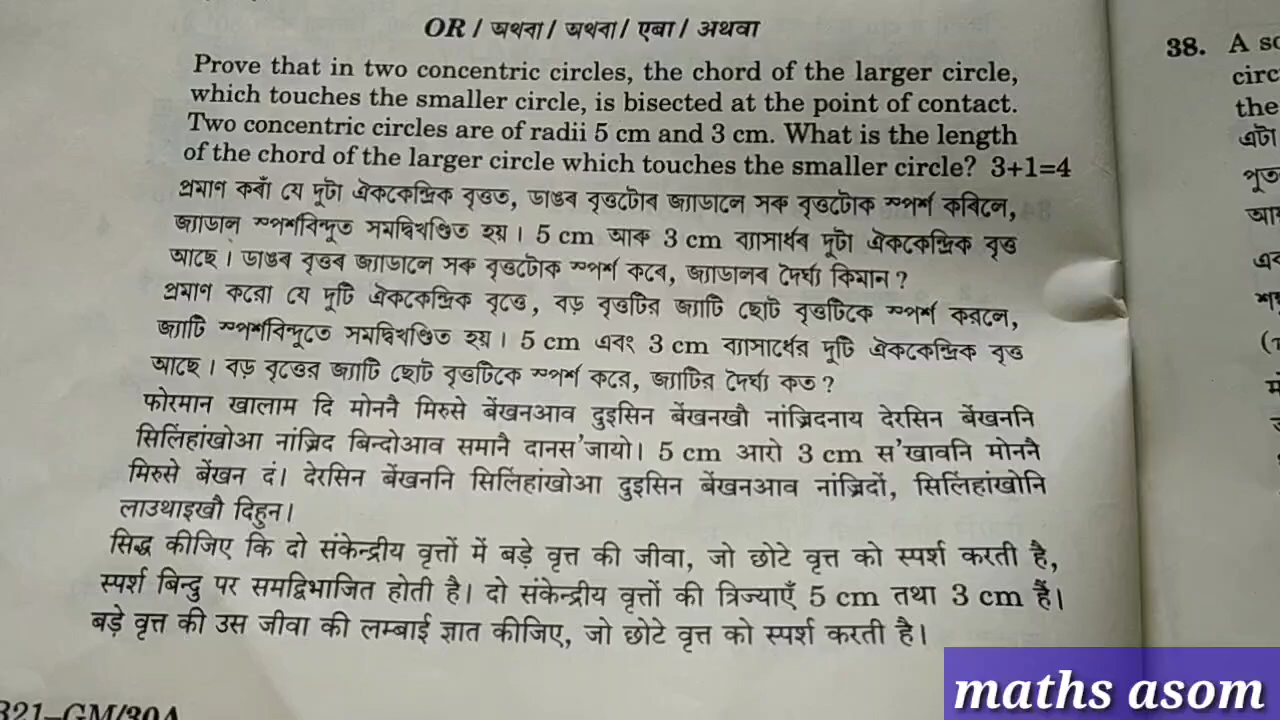 OR / অথবা / অথবা / एबा / अथवा
Prove that in two concentric circles, the chord of the larger circle,
which touches the smaller circle, is bisected at the point of contact.
Two concentric circles are of radii 5 cm and 3 cm. What is the length
of the chord of the larger circle which touches the smaller circle? 3+1=4
প্ৰমাণ কৰাঁ যে দুটা ঐককেন্দ্ৰিক বৃত্তত, ডাঙৰ বৃত্তটোৰ জ্যাডালে সৰু বৃত্তটোক স্পৰ্শ কৰিলে,
জ্যাডাল স্পৰ্শবিন্দুত সমদ্বিখণ্ডিত হয়। 5 cm আৰু 3 cm ব্যাসাৰ্ধৰ দুটা ঐককেন্দ্ৰিক বৃত্ত
আছে। ডাঙৰ বৃত্তৰ জ্যাডালে সৰু বৃত্তটোক স্পৰ্শ কৰে, জ্যাডালৰ দৈৰ্ঘ্য কিমান ?
প্রমাণ করো যে দুটি ঐককেন্দ্রিক বৃত্তে, বড় বৃত্তটির জ্যাটি ছোট বৃত্তটিকে স্পর্শ করলে,
জ্যাটি স্পর্শবিন্দুতে সমদ্বিখণ্ডিত হয়। 5 cm এবং 3 cm ব্যাসার্ধের দুটি ঐককেন্দ্রিক বৃত্ত
আছে। বড় বৃত্তের জ্যাটি ছোট বৃত্তটিকে স্পর্শ করে, জ্যাটির দৈর্ঘ্য কত ?
फोरमान खालाम दि मोननै मिरुसे बेंखनआव दुइसिन बेंखनखौ नांज्रिदनाय देरसिन बेंखननि
सिलिंहांखोआ नांज्रिद बिन्दोआव समानै दानस'जायो। 5 cm आरो 3 cm स'खावनि मोननै
मिरुसे बेंखन दं। देरसिन बेंखननि सिलिंहांखोआ दुइसिन बेंखनआव नांज्रिदों, सिलिंहांखोनि
लाउथाइखौ दिहुन।
सिद्ध कीजिए कि दो संकेन्द्रीय वृत्तों में बड़े वृत्त की जीवा, जो छोटे वृत्त को स्पर्श करती है,
स्पर्श बिन्दु पर समद्विभाजित होती है। दो संकेन्द्रीय वृत्तों की त्रिज्याएँ 5 cm तथा 3 cm हैं।
बड़े वृत्त की उस जीवा की लम्बाई ज्ञात कीजिए, जो छोटे वृत्त को स्पर्श करती है।
B21–GM/30A
38. A
circ
the
এটা
maths asom